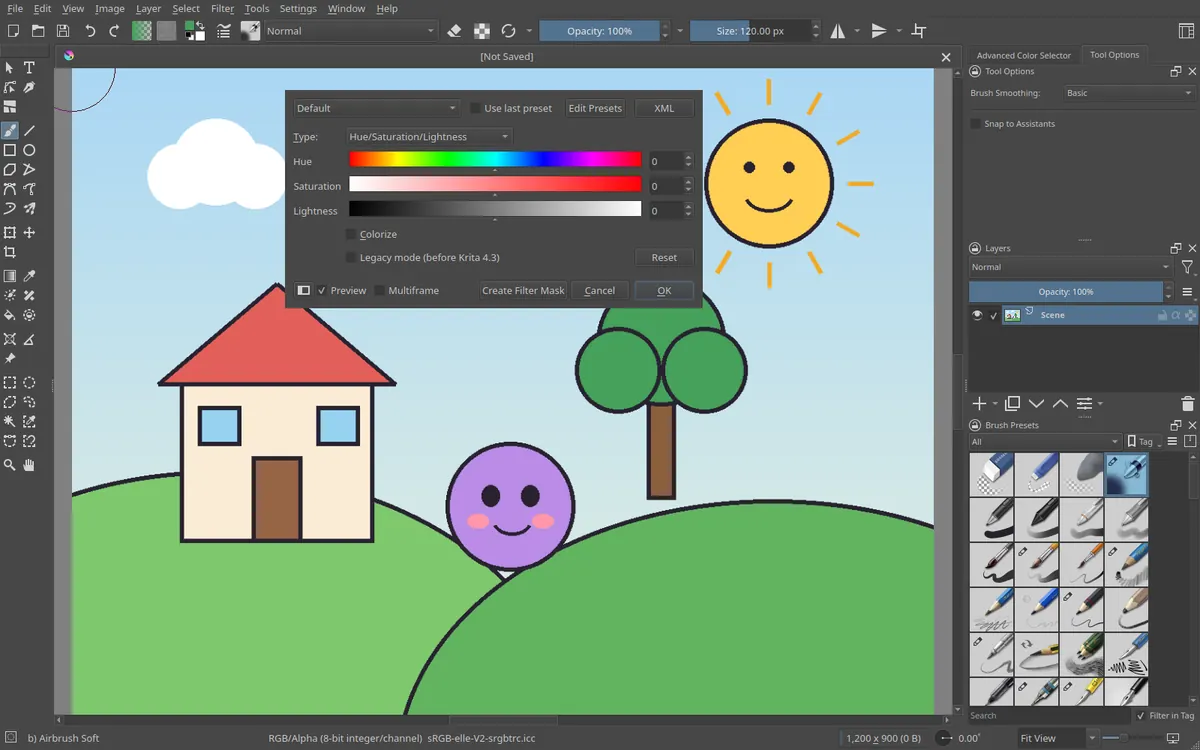 File Edit View Image Layer Select Filter Tools Settings Window Help
Normal Opacity: 100% Size: 120.00 px
[Not Saved]
Advanced Color Selector Tool Options
Tool Options
Brush Smoothing: Basic
Snap to Assistants
Default Use last preset Edit Presets XML
Type: Hue/Saturation/Lightness
Hue 0
Saturation 0
Lightness 0
Colorize
Legacy mode (before Krita 4.3) Reset
Preview Multiframe Create Filter Mask Cancel OK
Layers
Normal
Opacity: 100%
Scene
Brush Presets
All Tag
Search Filter in Tag
b) Airbrush Soft RGB/Alpha (8-bit integer/channel) sRGB-elle-V2-srgbtrc.icc 1,200 x 900 (0 B) 0.00° Fit View